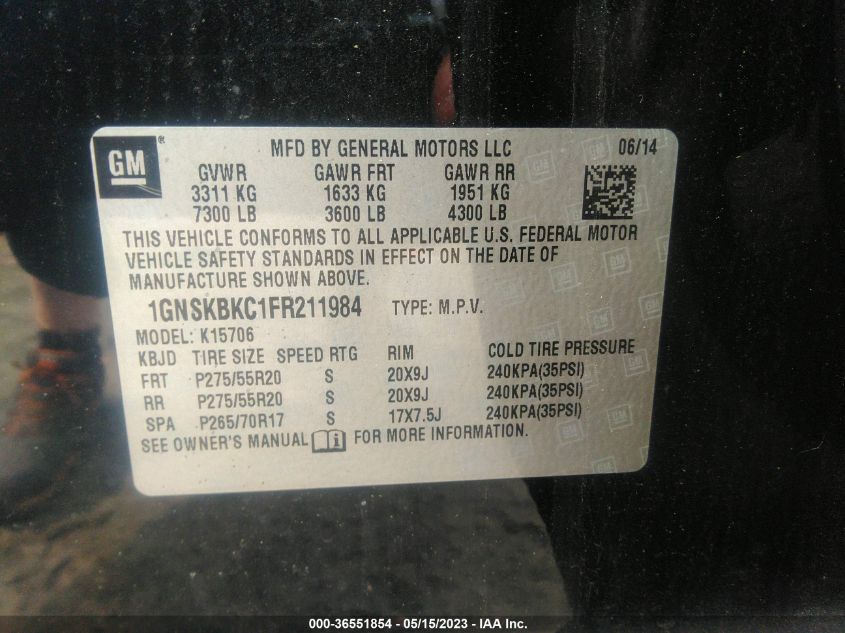 GM ® MFD BY GENERAL MOTORS LLC 06/14
GVWR GAWR FRT GAWR RR
3311 KG 1633 KG 1951 KG
7300 LB 3600 LB 4300 LB
THIS VEHICLE CONFORMS TO ALL APPLICABLE U.S. FEDERAL MOTOR
VEHICLE SAFETY STANDARDS IN EFFECT ON THE DATE OF
MANUFACTURE SHOWN ABOVE.
1GNSKBKC1FR211984 TYPE: M.P.V.
MODEL: K15706
KBJD TIRE SIZE SPEED RTG RIM COLD TIRE PRESSURE
FRT P275/55R20 S 20X9J 240KPA(35PSI)
RR P275/55R20 S 20X9J 240KPA(35PSI)
SPA P265/70R17 S 17X7.5J 240KPA(35PSI)
SEE OWNER'S MANUAL i FOR MORE INFORMATION.
000-36551854 - 05/15/2023 - IAA Inc.